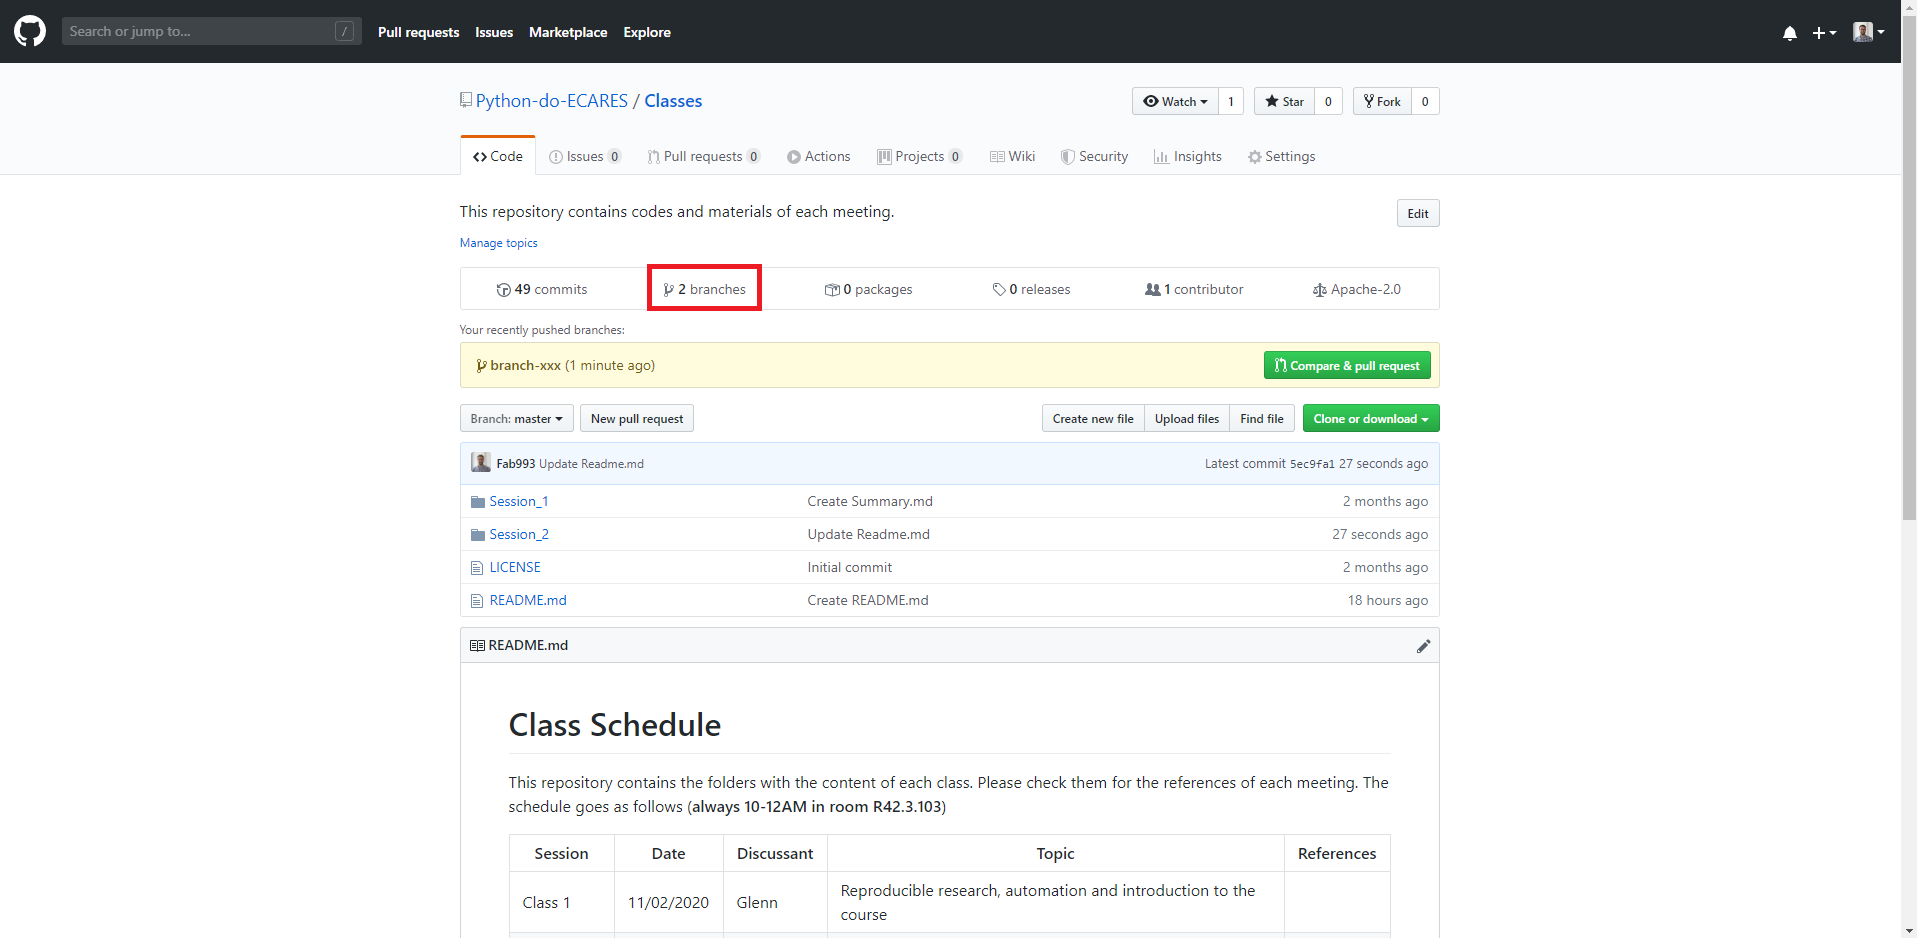 Search or jump to... /
Pull requests Issues Marketplace Explore
Python-do-ECARES / Classes
Watch 1 Star 0 Fork 0
Code Issues 0 Pull requests 0 Actions Projects 0 Wiki Security Insights Settings
This repository contains codes and materials of each meeting.
Edit
Manage topics
49 commits 2 branches 0 packages 0 releases 1 contributor Apache-2.0
Your recently pushed branches:
branch-xxx (1 minute ago) Compare & pull request
Branch: master New pull request Create new file Upload files Find file Clone or download
Fab993 Update Readme.md Latest commit 5ec9fa1 27 seconds ago
Session_1 Create Summary.md 2 months ago
Session_2 Update Readme.md 27 seconds ago
LICENSE Initial commit 2 months ago
README.md Create README.md 18 hours ago
README.md
Class Schedule
This repository contains the folders with the content of each class. Please check them for the references of each meeting. The
schedule goes as follows (always 10-12AM in room R42.3.103)
Session Date Discussant Topic References
Class 1 11/02/2020 Glenn Reproducible research, automation and introduction to the
course